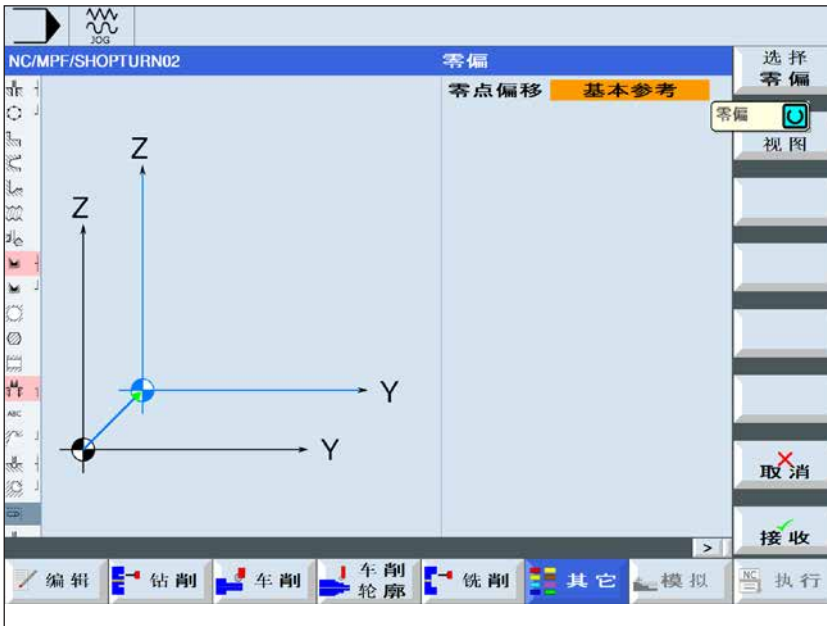 JOG
NC/MPF/SHOPTURN02
零偏
零点偏移 基本参考
选择
零偏
零偏
视图
Z
Z
Y
Y
ABC
取消
接收
>
编辑
钻削
车削
车削
轮廓
铣削
其它
模拟
NC
执行